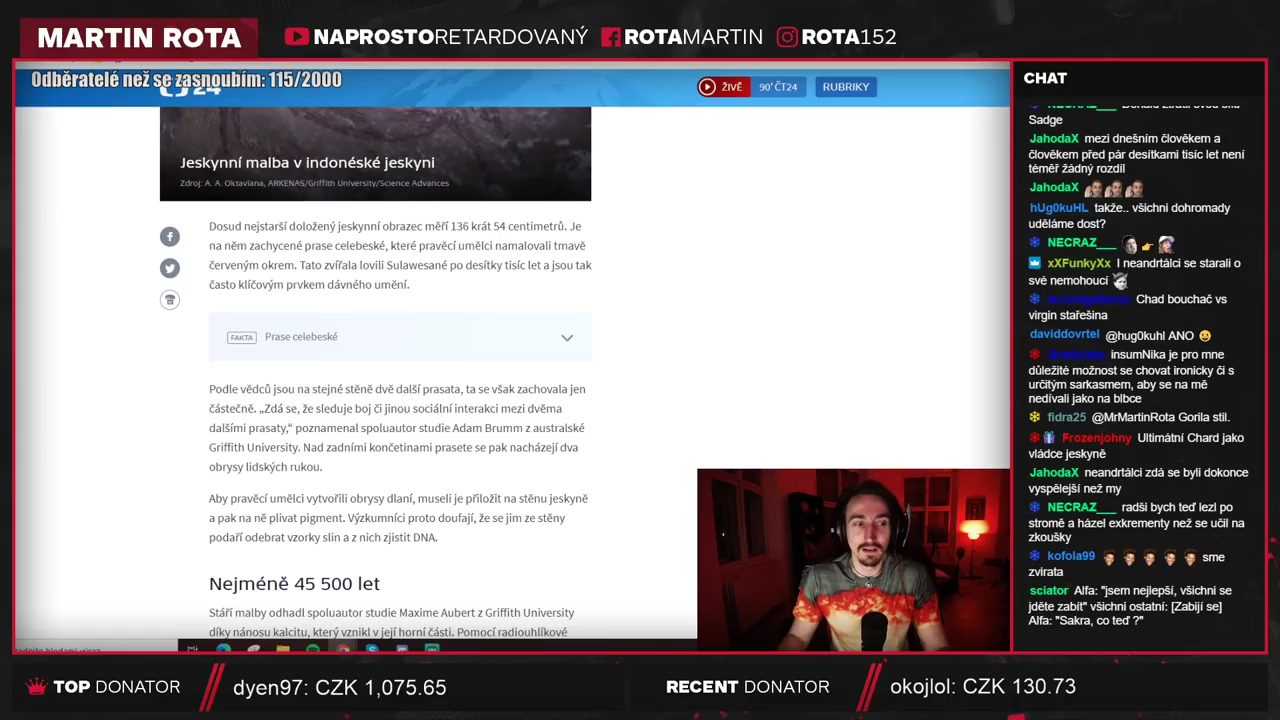 MARTIN ROTA
NAPROSTORETARDOVANÝ
ROTAMARTIN
ROTA152
Odběratelé než se zasnoubím: 115/2000
ŽIVĚ
90' ČT24
RUBRIKY
Jeskynní malba v indonéské jeskyni
Zdroj: A. A. Oktaviana, ARKENAS/Griffith University/Science Advances
Dosud nejstarší doložený jeskynní obrazec měří 136 krát 54 centimetrů. Je
na něm zachycené prase celebeské, které pravěcí umělci namalovali tmavě
červeným okrem. Tato zvířata lovili Sulawesané po desítky tisíc let a jsou tak
často klíčovým prvkem dávného umění.
FAKTA Prase celebeské
Podle vědců jsou na stejné stěně dvě další prasata, ta se však zachovala jen
částečně. „Zdá se, že sleduje boj či jinou sociální interakci mezi dvěma
dalšími prasaty,“ poznamenal spoluautor studie Adam Brumm z australské
Griffith University. Nad zadními končetinami prasete se pak nacházejí dva
obrysy lidských rukou.
Aby pravěcí umělci vytvořili obrysy dlaní, museli je přiložit na stěnu jeskyně
a pak na ně plivat pigment. Výzkumníci proto doufají, že se jim ze stěny
podaří odebrat vzorky slin a z nich zjistit DNA.
Nejméně 45 500 let
Stáří malby odhadl spoluautor studie Maxime Aubert z Griffith University
díky nánosu kalcitu, který vznikl v její horní části. Pomocí radiouhlíkové
CHAT
Sadge
JahodaX mezi dnešním člověkem a
člověkem před pár desítkami tisíc let není
téměř žádný rozdíl
JahodaX
hUg0kuHL takže.. všichni dohromady
uděláme dost?
NECRAZ___
xXFunkyXx I neandrtálci se starali o
své nemohoucí
Chad bouchač vs
virgin stařešina
daviddovrtel @hug0kuhl ANO
insumNika je pro mne
důležité možnost se chovat ironicky či s
určitým sarkasmem, aby se na mě
nedívali jako na blbce
fidra25 @MrMartinRota Gorila stil.
Frozenjohny Ultimátní Chard jako
vládce jeskyně
JahodaX neandrtálci zdá se byli dokonce
vyspělejší než my
NECRAZ___ radši bych teď lezl po
stromě a házel exkrementy než se učil na
zkoušky
kofola99 sme
zvirata
sciator Alfa: "jsem nejlepší, všichni se
jděte zabít" všichni ostatní: [Zabijí se]
Alfa: "Sakra, co teď ?"
TOP DONATOR
dyen97: CZK 1,075.65
RECENT DONATOR
okojlol: CZK 130.73